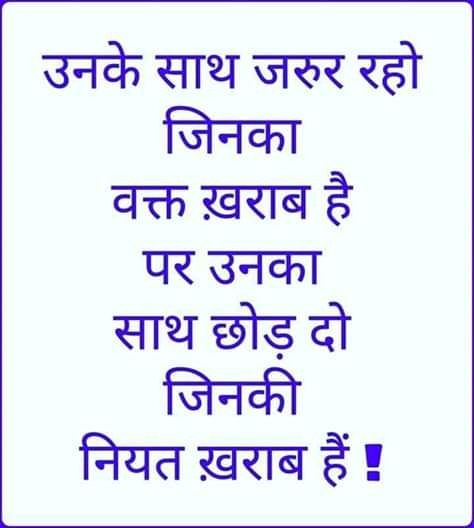 उनके साथ जरुर रहो
जिनका
वक्त ख़राब है
पर उनका
साथ छोड़ दो
जिनकी
नियत ख़राब हैं !